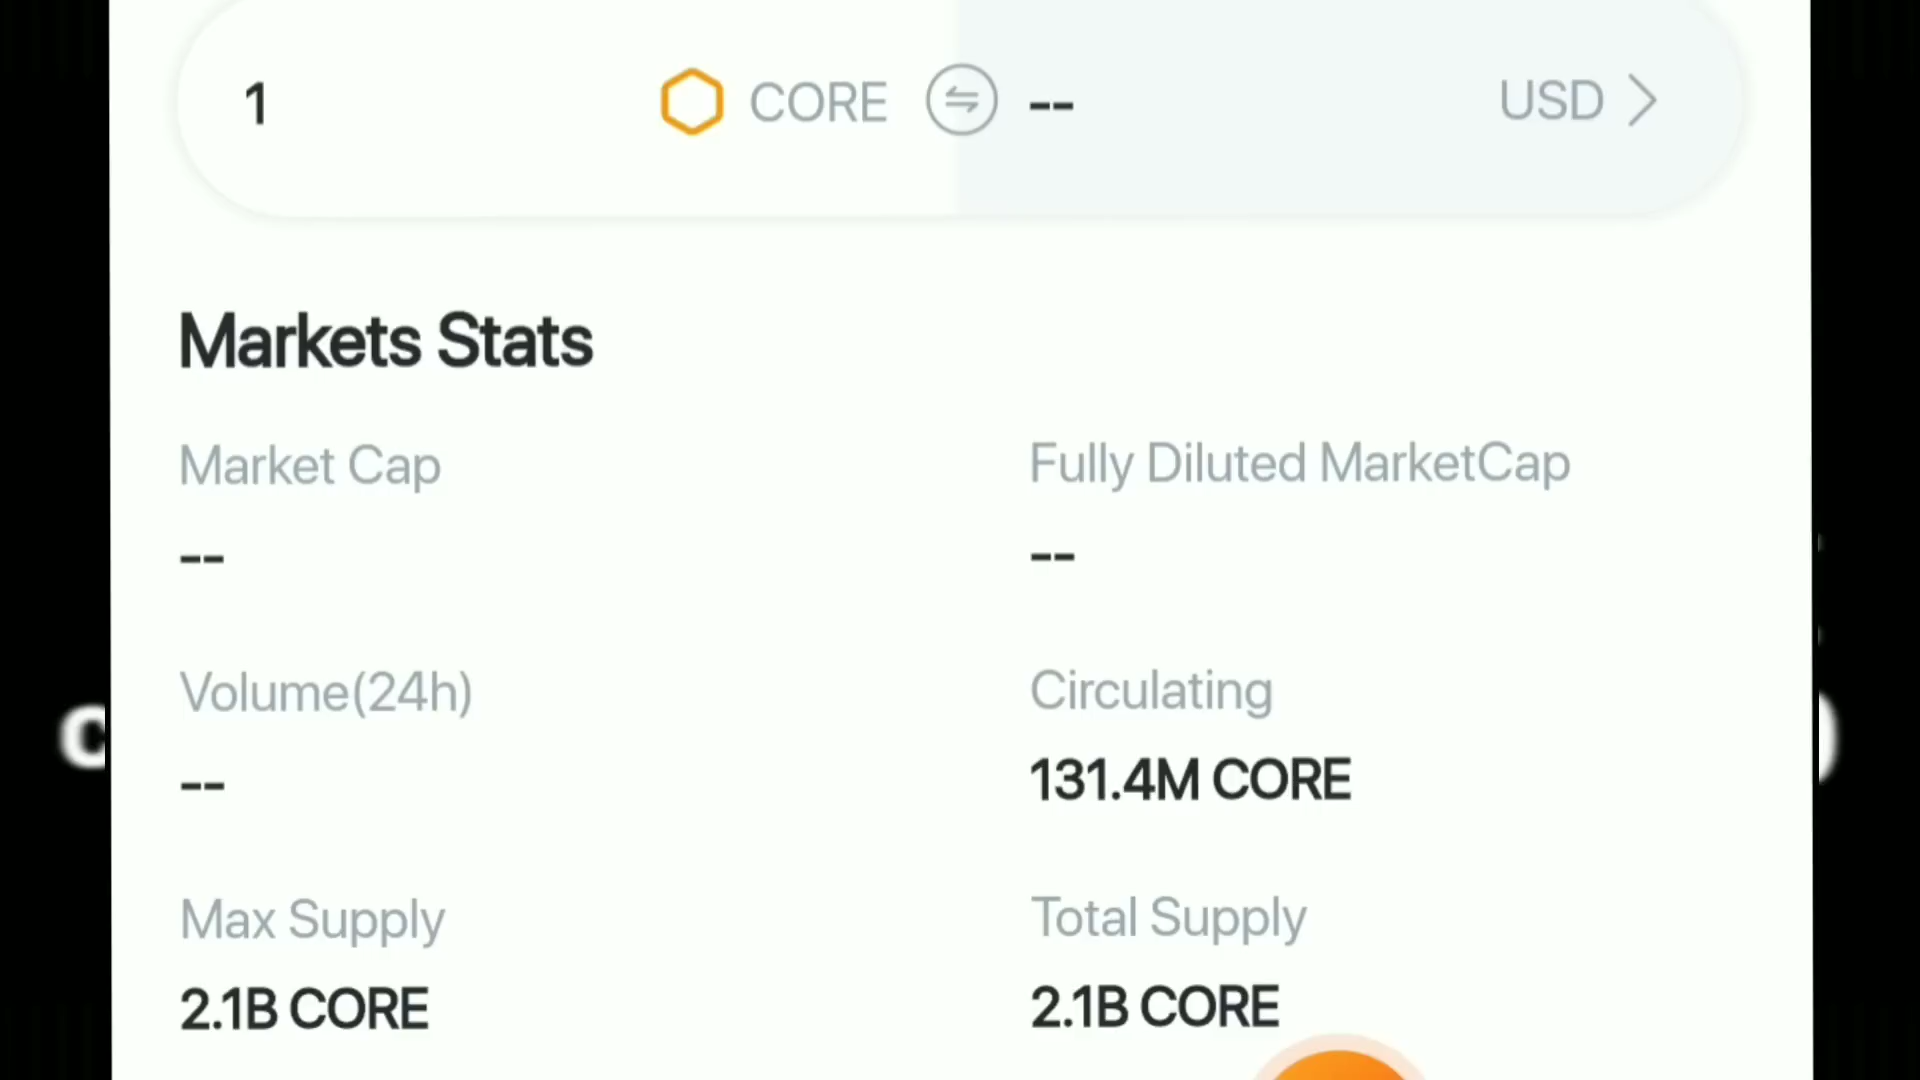 1 CORE -- USD
Markets Stats
Market Cap
Fully Diluted MarketCap
--
--
Volume(24h)
Circulating
--
131.4M CORE
Max Supply
Total Supply
2.1B CORE
2.1B CORE